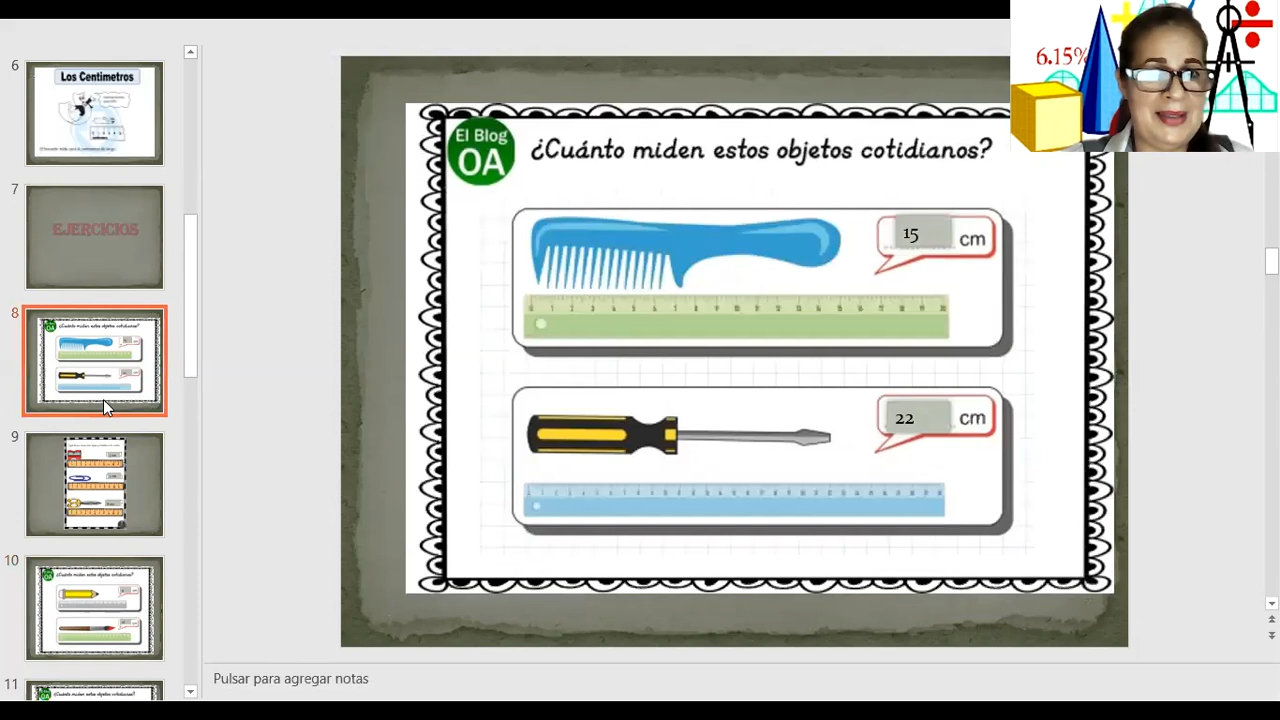 6
Los Centimetros
7
EJERCICIOS
8
¿Cuánto miden estos objetos cotidianos?
9
10
¿Cuánto miden estos objetos cotidianos?
11
¿Cuánto miden estos objetos cotidianos?
El Blog
OA
¿Cuánto miden estos objetos cotidianos?
15 cm
22 cm
6.15%
Pulsar para agregar notas